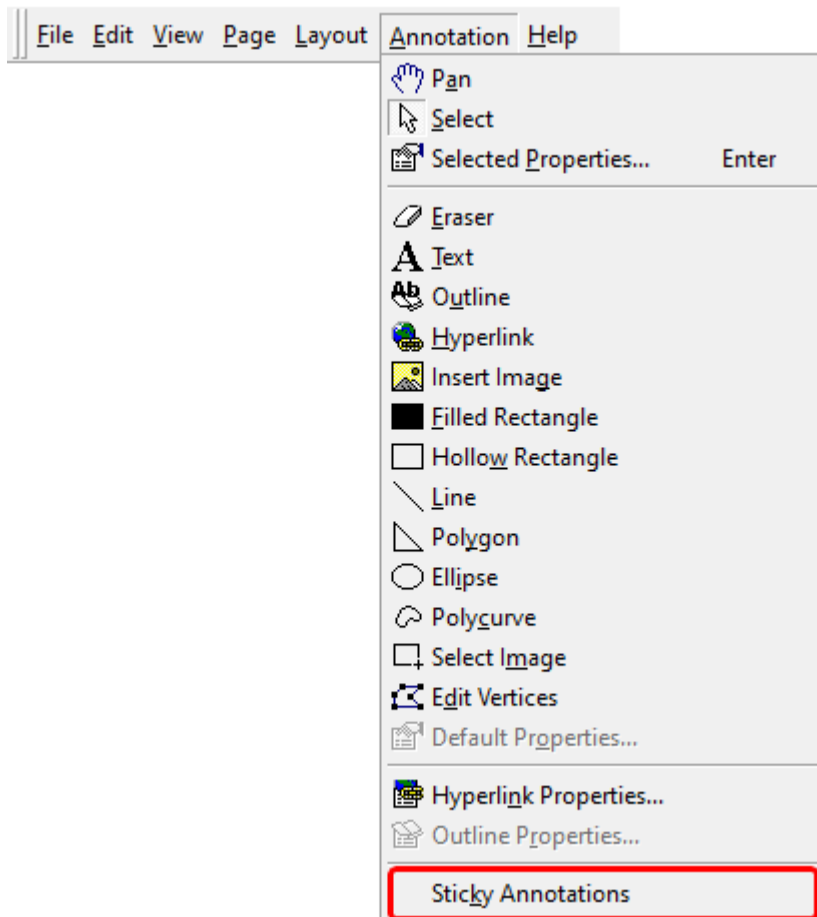 File Edit View Page Layout Annotation Help
Pan
Select
Selected Properties... Enter
Eraser
Text
Outline
Hyperlink
Insert Image
Filled Rectangle
Hollow Rectangle
Line
Polygon
Ellipse
Polycurve
Select Image
Edit Vertices
Default Properties...
Hyperlink Properties...
Outline Properties...
Sticky Annotations